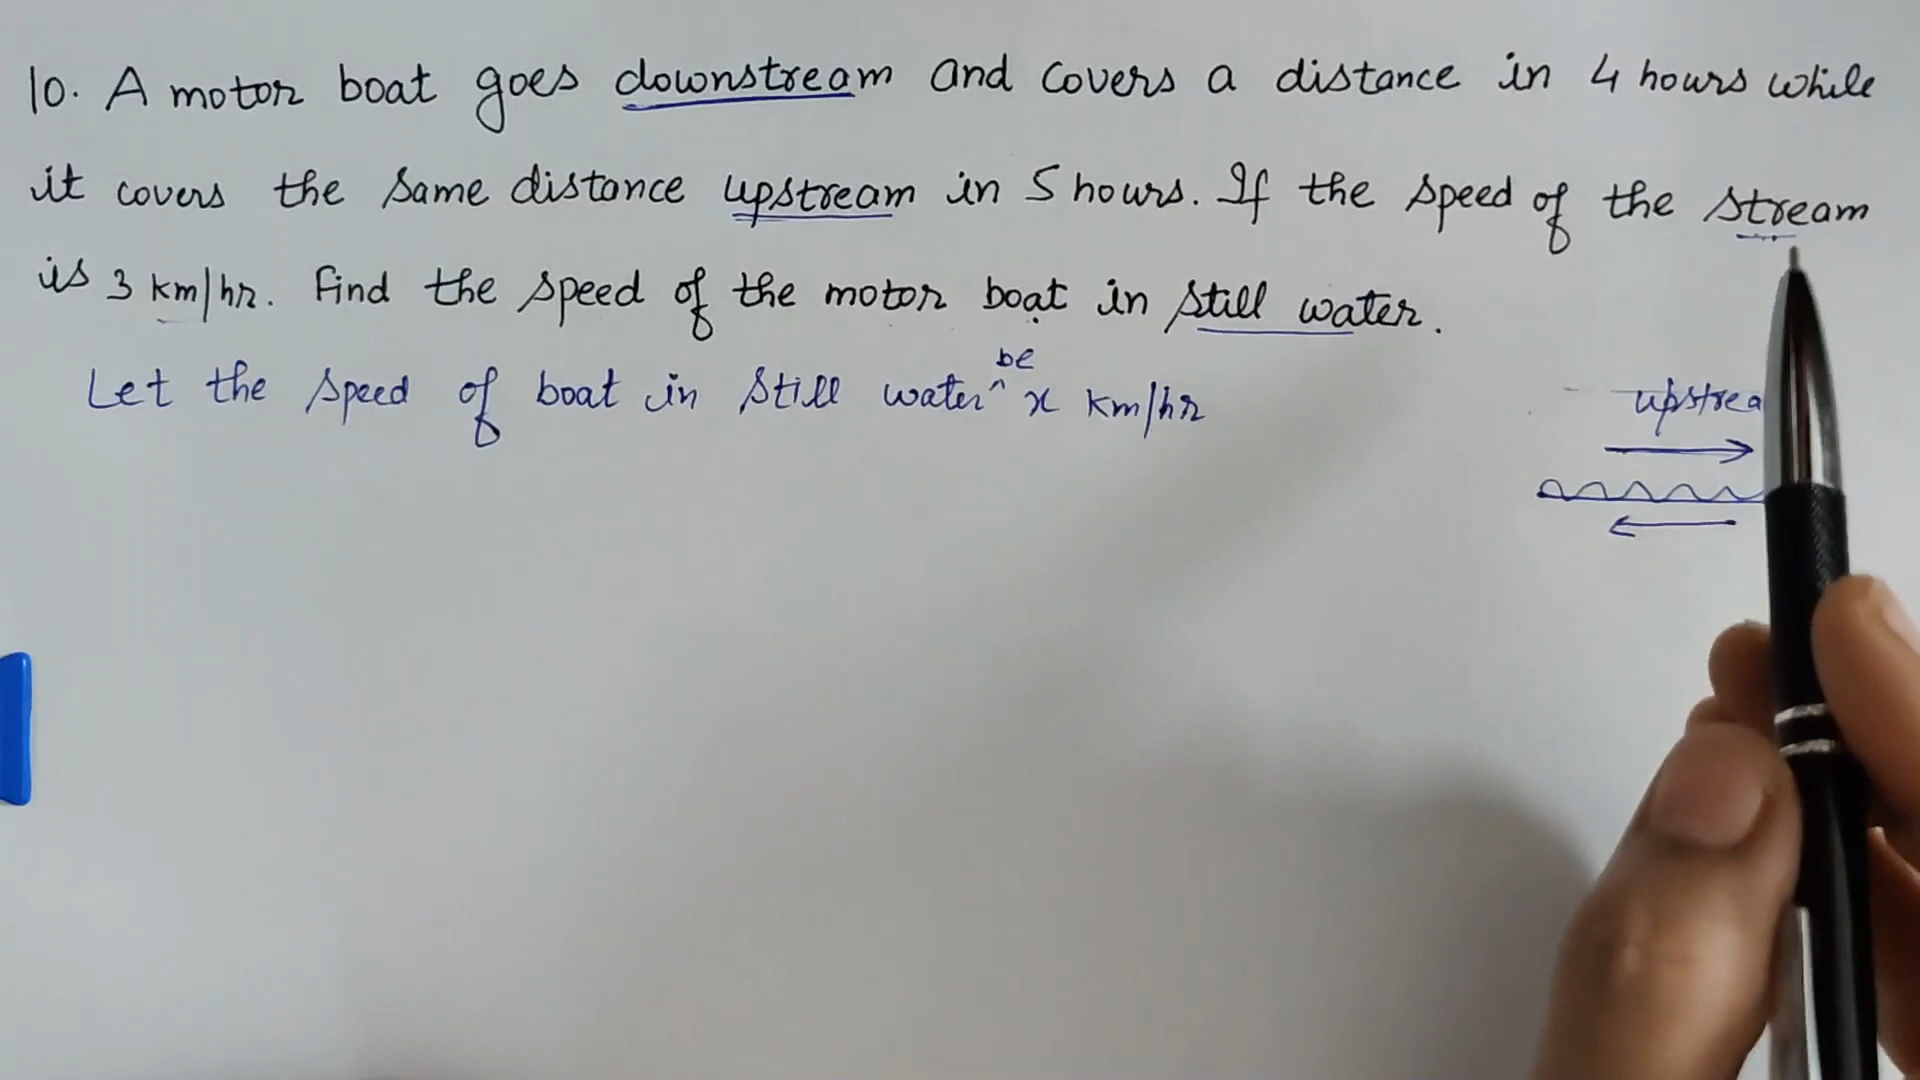 10. A motor boat goes downstream and covers a distance in 4 hours while
it covers the same distance upstream in 5 hours. If the speed of the stream
is 3 km/hr. Find the speed of the motor boat in still water.
Let the speed of boat in still water ^be x km/hr
upstrea